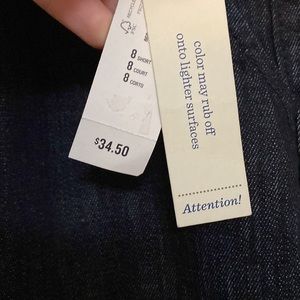 8 SHORT
8 COURT
8 CORTO
$34.50
color may rub off
onto lighter surfaces
Attention!